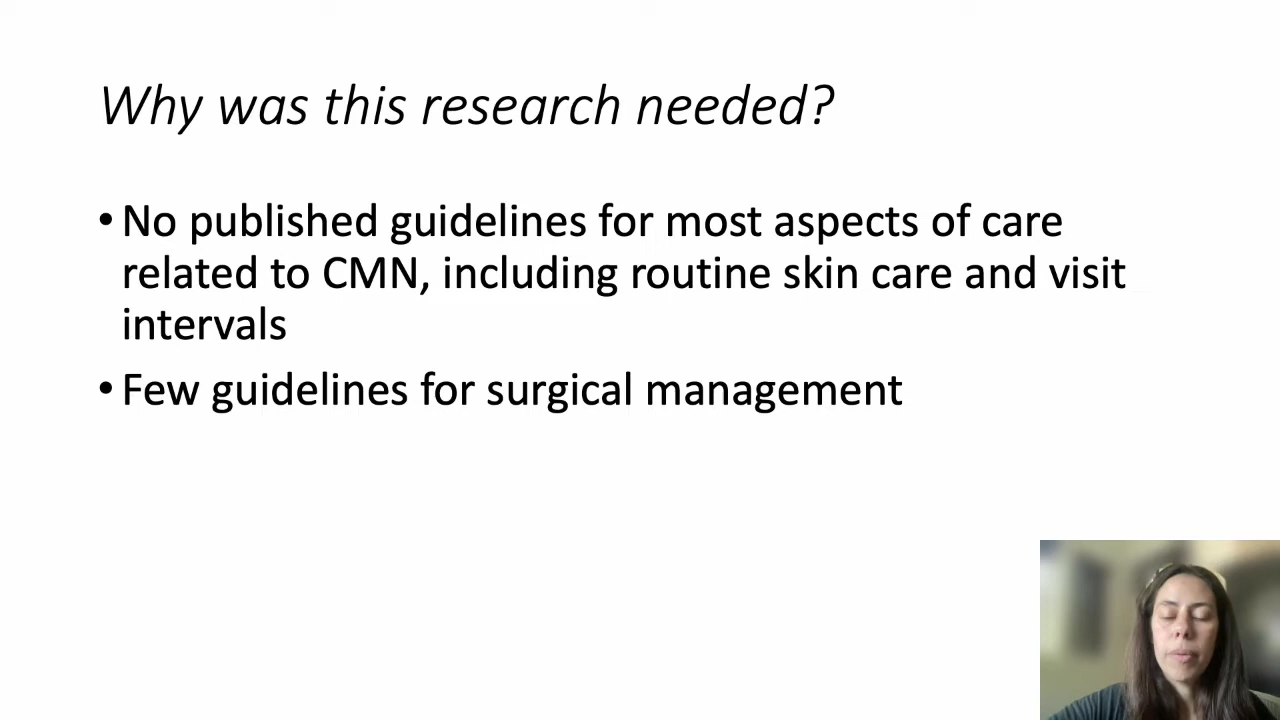 Why was this research needed?
• No published guidelines for most aspects of care
related to CMN, including routine skin care and visit
intervals
• Few guidelines for surgical management